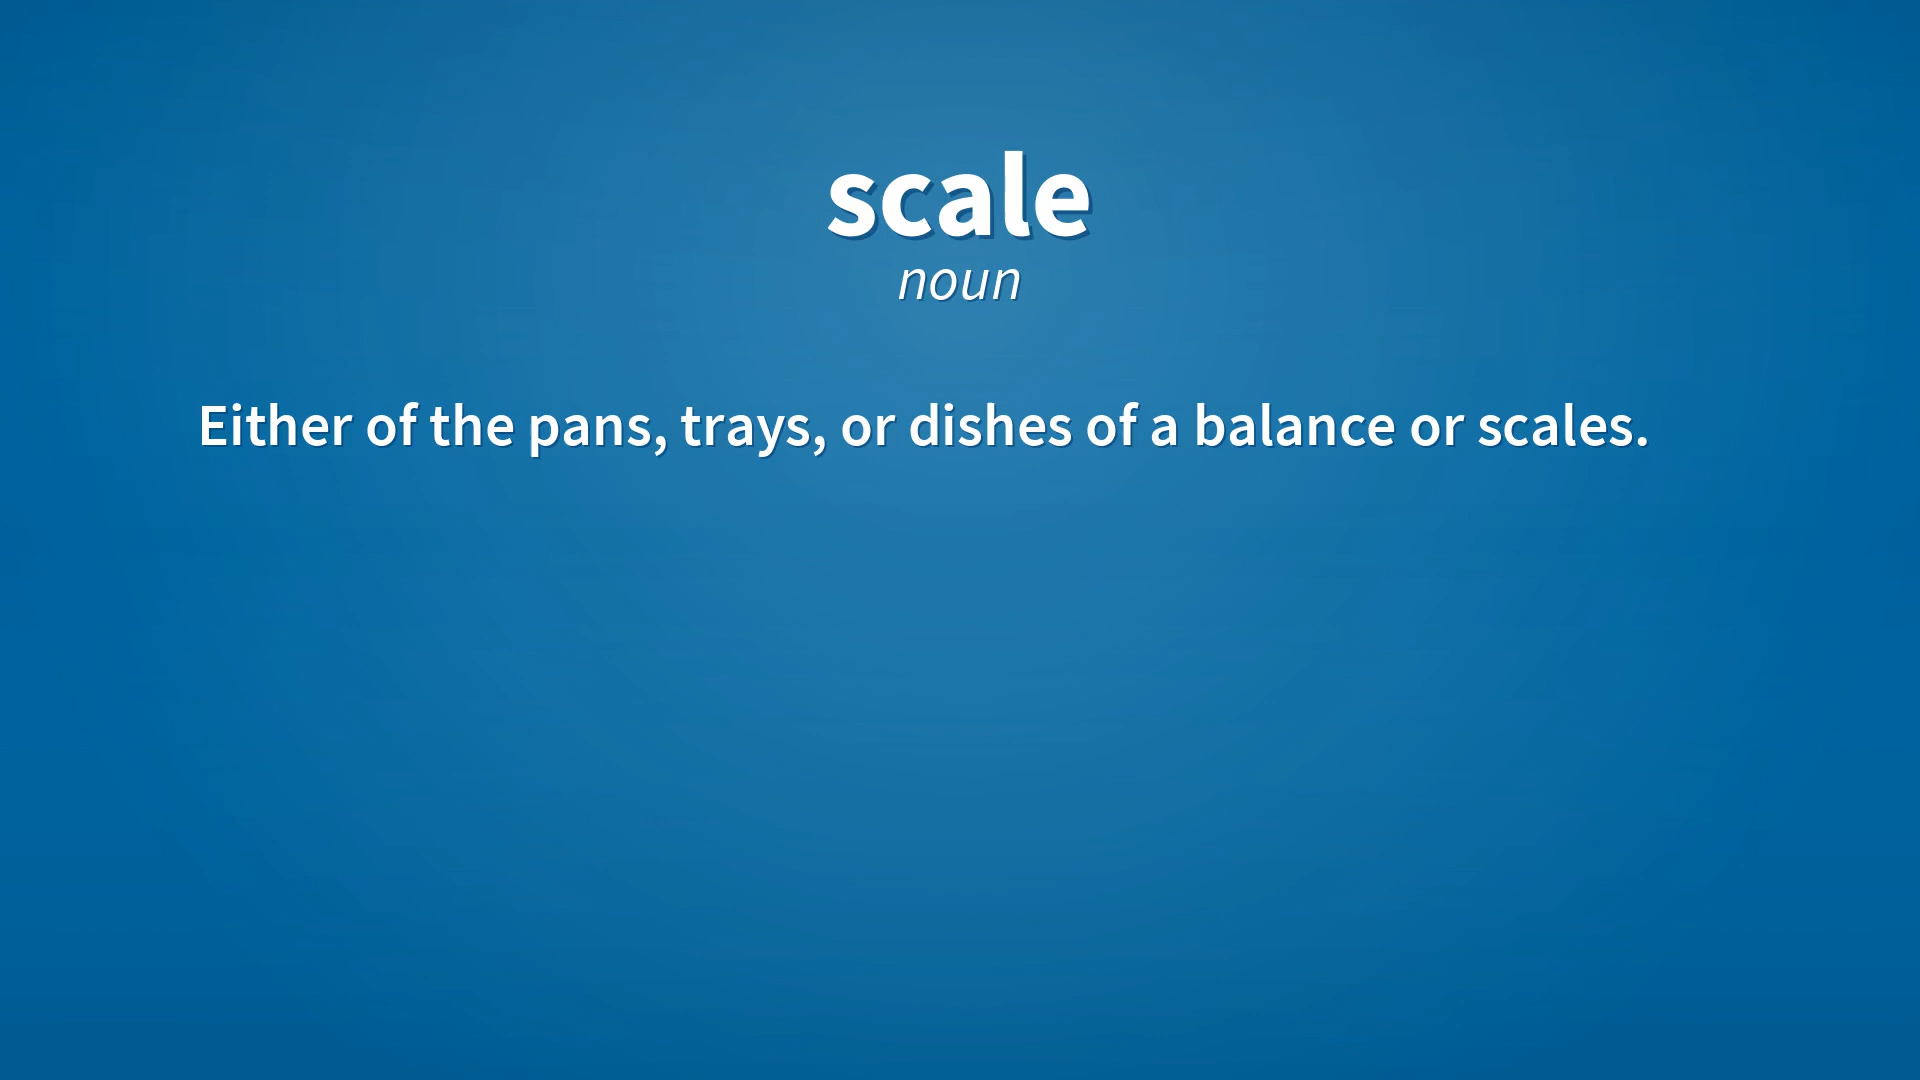 scale
noun
Either of the pans, trays, or dishes of a balance or scales.